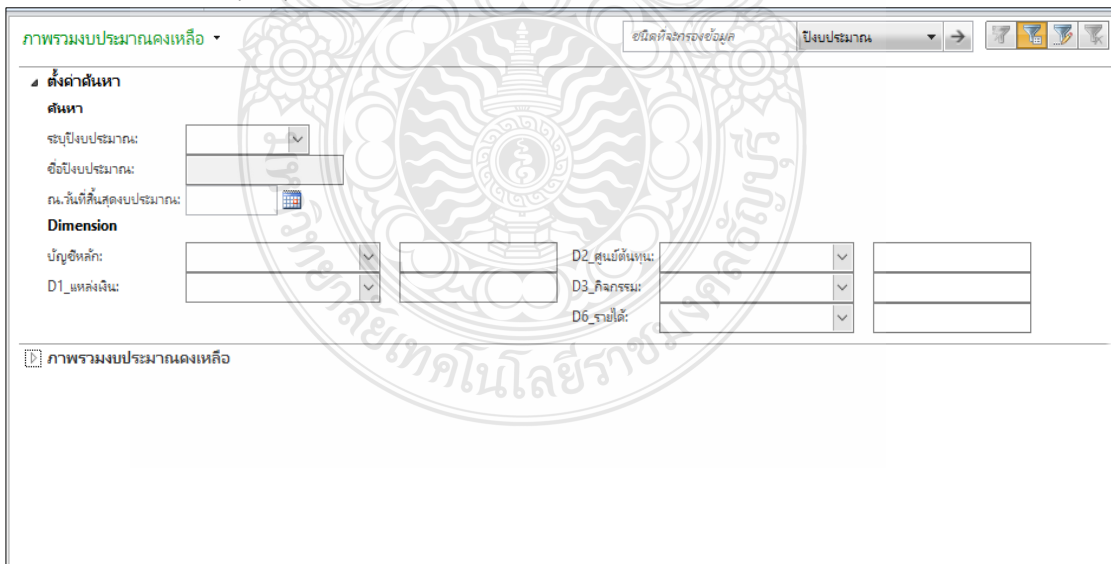 ภาพรวมงบประมาณคงเหลือ
ชนิดที่จะกรองข้อมูล ปีงบประมาณ
ตั้งค่าค้นหา
ค้นหา
ระบุปีงบประมาณ:
ชื่อปีงบประมาณ:
ณ.วันที่สิ้นสุดงบประมาณ:
Dimension
บัญชีหลัก: D2_ศูนย์ต้นทุน:
D1_แหล่งเงิน: D3_กิจกรรม:
D6_รายได้:
ภาพรวมงบประมาณคงเหลือ